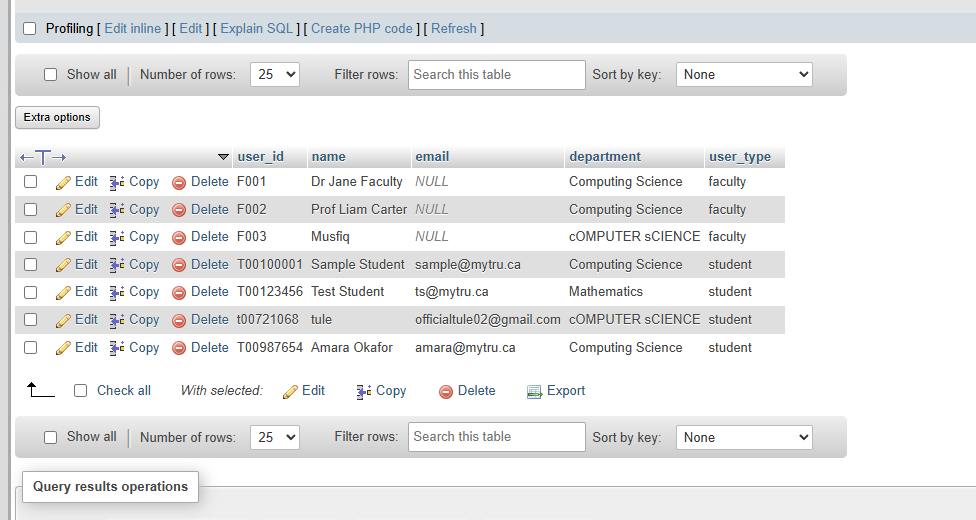 Profiling [ Edit inline ] [ Edit ] [ Explain SQL ] [ Create PHP code ] [ Refresh ]
Show all | Number of rows: 25 Filter rows: Search this table Sort by key: None
Extra options
←T→ user_id name email department user_type
Edit Copy Delete F001 Dr Jane Faculty NULL Computing Science faculty
Edit Copy Delete F002 Prof Liam Carter NULL Computing Science faculty
Edit Copy Delete F003 Musfiq NULL cOMPUTER sCIENCE faculty
Edit Copy Delete T00100001 Sample Student sample@mytru.ca Computing Science student
Edit Copy Delete T00123456 Test Student ts@mytru.ca Mathematics student
Edit Copy Delete t00721068 tule officialtule02@gmail.com cOMPUTER sCIENCE student
Edit Copy Delete T00987654 Amara Okafor amara@mytru.ca Computing Science student
Check all With selected: Edit Copy Delete Export
Show all | Number of rows: 25 Filter rows: Search this table Sort by key: None
Query results operations